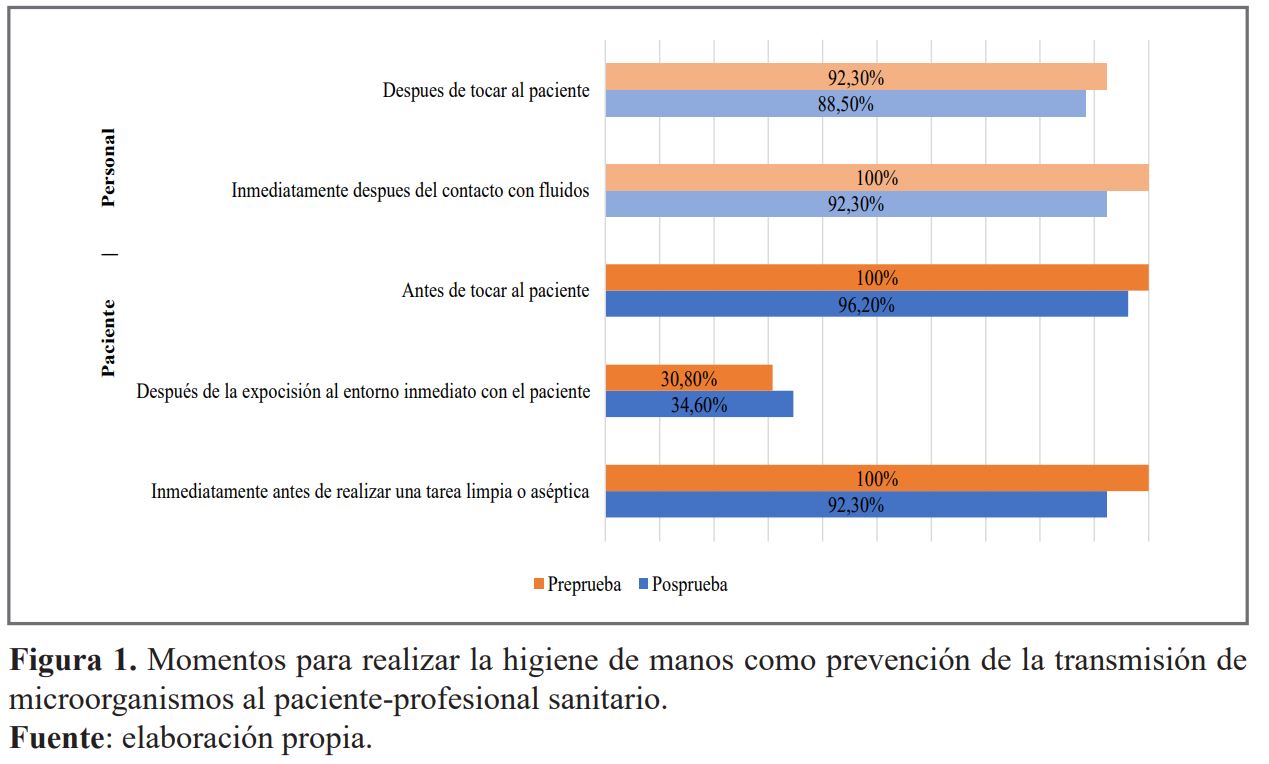 Personal
|
Paciente
Despues de tocar al paciente
92,30%
88,50%
Inmediatamente despues del contacto con fluidos
100%
92,30%
Antes de tocar al paciente
100%
96,20%
Después de la expocisión al entorno inmediato con el paciente
30,80%
34,60%
Inmediatamente antes de realizar una tarea limpia o aséptica
100%
92,30%
Preprueba Posprueba
Figura 1. Momentos para realizar la higiene de manos como prevención de la transmisión de
microorganismos al paciente-profesional sanitario.
Fuente: elaboración propia.